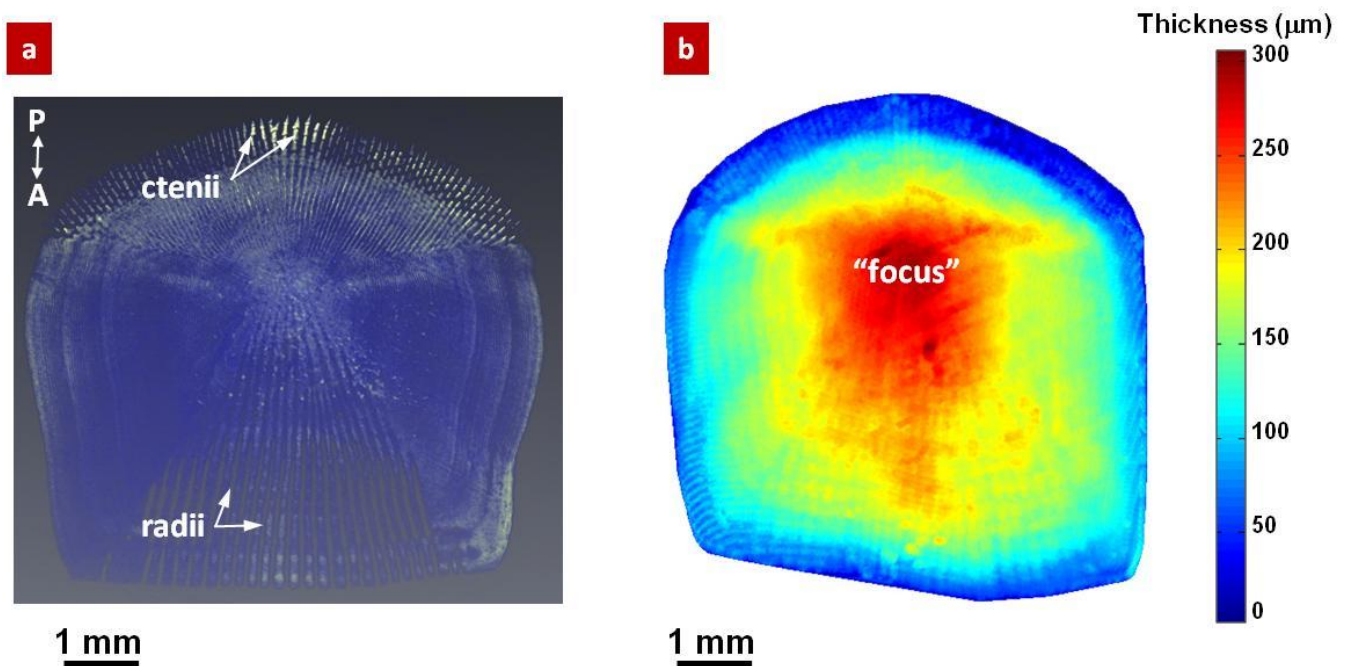 a
P
A
ctenii
radii
1 mm
b
“focus”
1 mm
Thickness (μm)
300
250
200
150
100
50
0